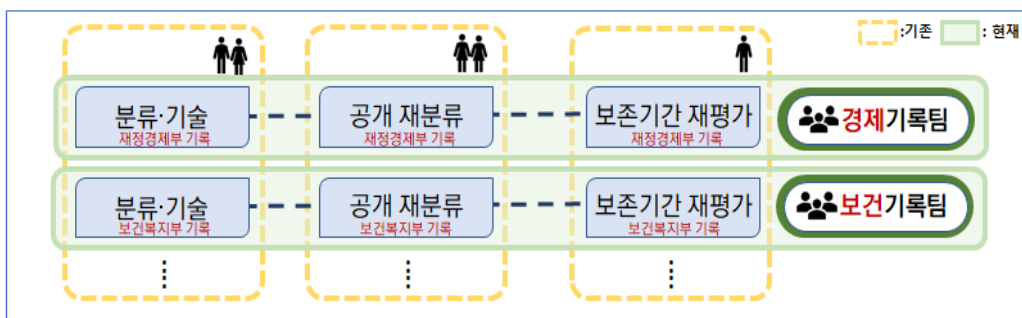 :기존 : 현재
분류·기술
재정경제부 기록
공개 재분류
재정경제부 기록
보존기간 재평가
재정경제부 기록
경제기록팀
분류·기술
보건복지부 기록
공개 재분류
보건복지부 기록
보존기간 재평가
보건복지부 기록
보건기록팀